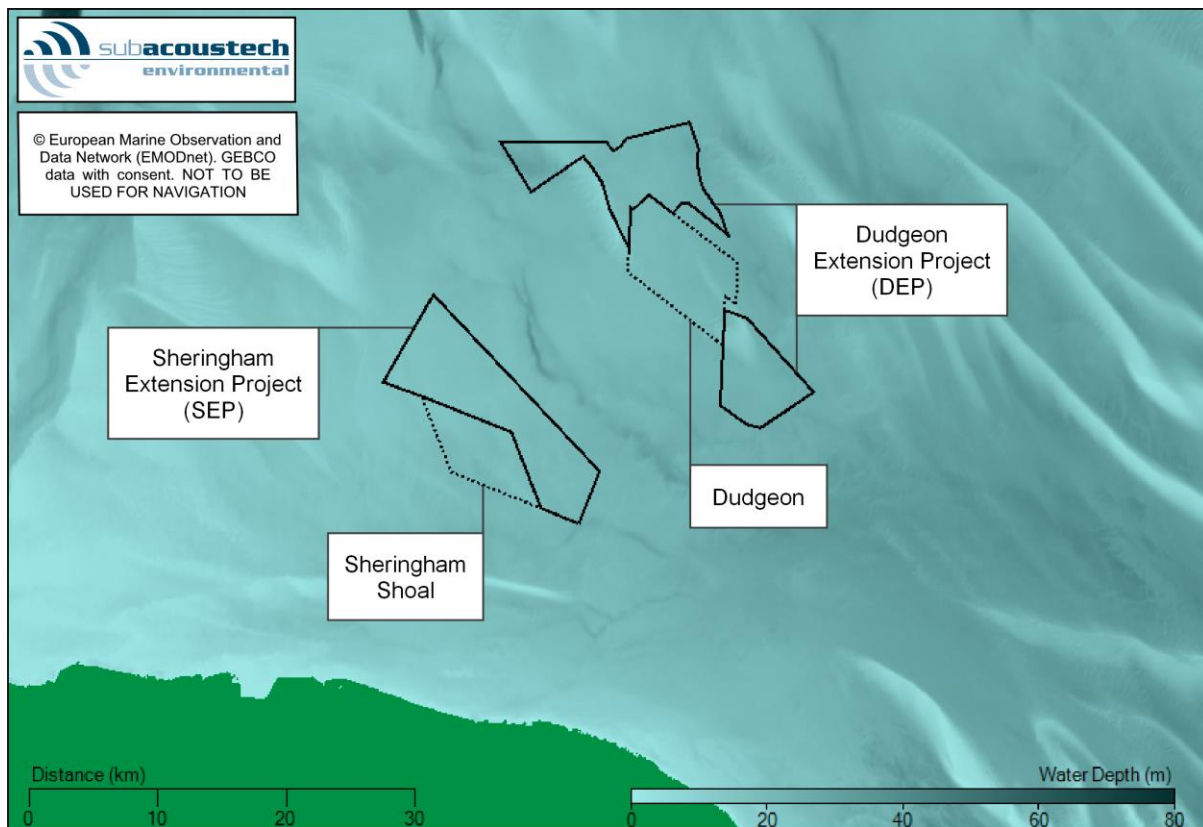 subacoustech
environmental
© European Marine Observation and
Data Network (EMODnet). GEBCO
data with consent. NOT TO BE
USED FOR NAVIGATION
Dudgeon
Extension Project
(DEP)
Sheringham
Extension Project
(SEP)
Dudgeon
Sheringham
Shoal
Distance (km)
0 10 20 30
Water Depth (m)
0 20 40 60 80